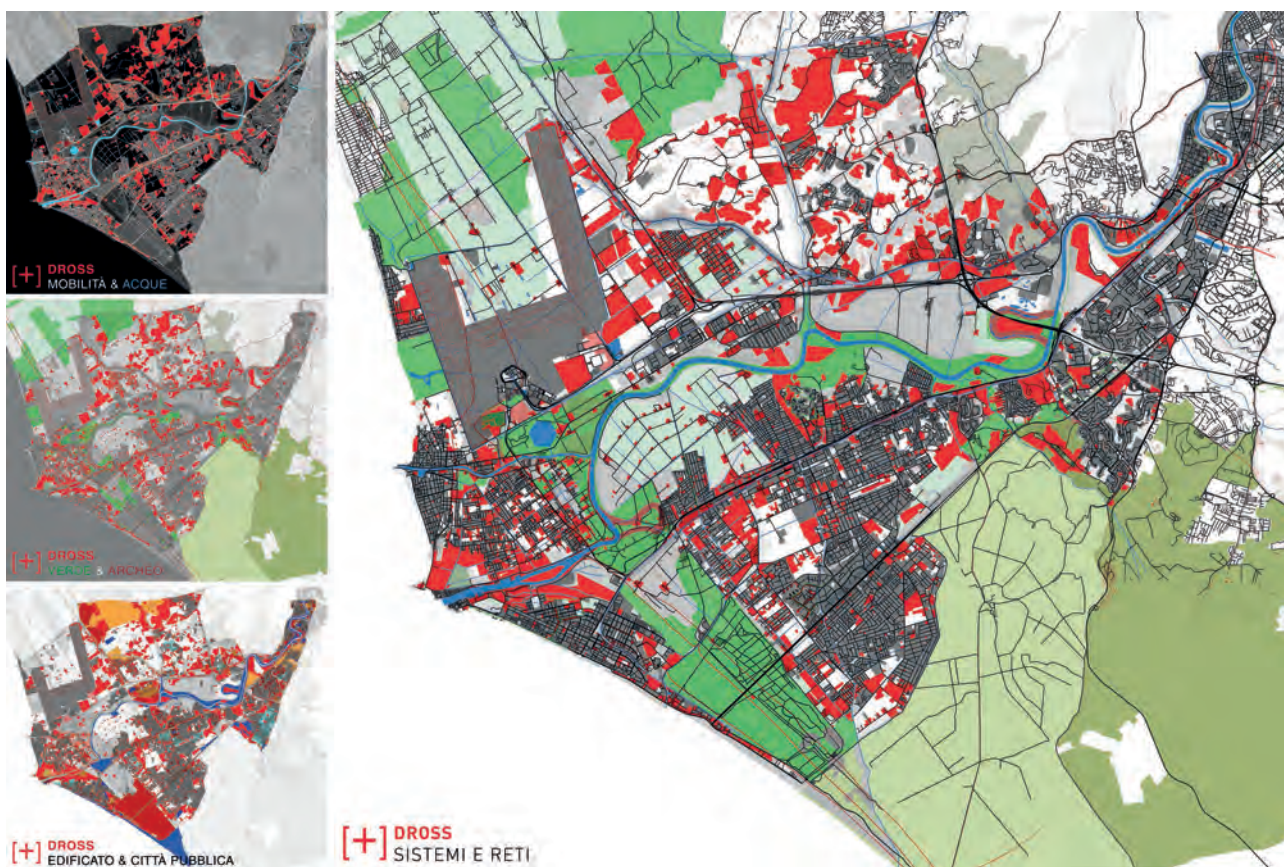 [+] DROSS
MOBILITÀ & ACQUE
[+] DROSS
VERDE & ARCHEO
[+] DROSS
EDIFICATO & CITTÀ PUBBLICA
[+] DROSS
SISTEMI E RETI